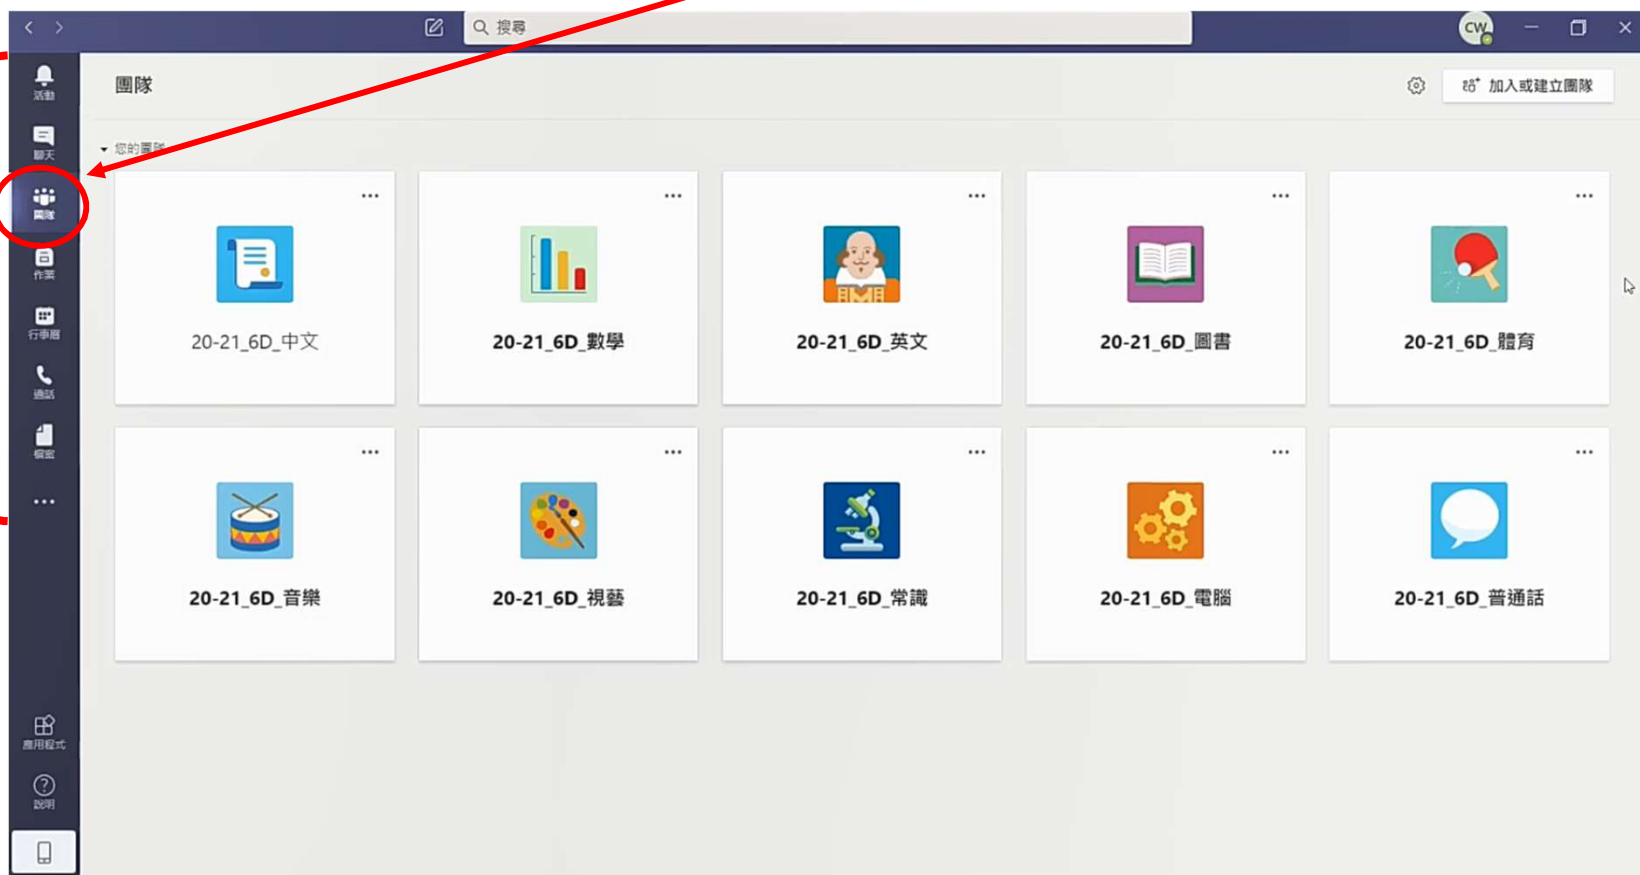 搜尋
CW
活動
團隊
加入或建立團隊
聊天
您的團隊
團隊
作業
行事曆
通話
檔案
20-21_6D_中文
20-21_6D_數學
20-21_6D_英文
20-21_6D_圖書
20-21_6D_體育
20-21_6D_音樂
20-21_6D_視藝
20-21_6D_常識
20-21_6D_電腦
20-21_6D_普通話
應用程式
說明